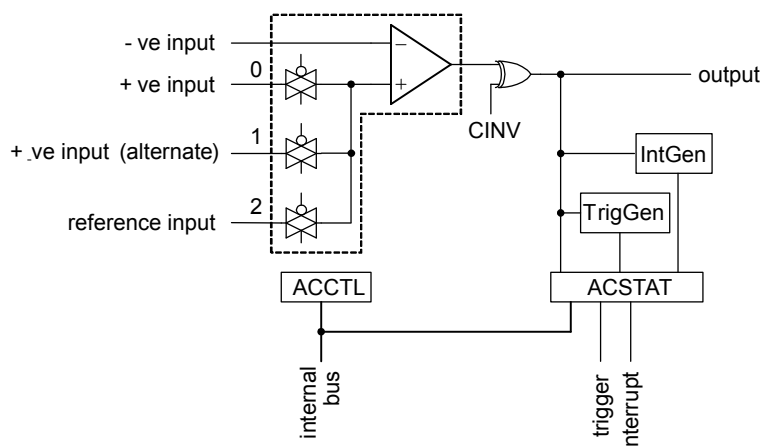 - ve input
0
+ ve input
−
+
output
CINV
1
+ ve input (alternate)
IntGen
2
reference input
TrigGen
ACCTL
ACSTAT
internal
bus
trigger
nterrupt